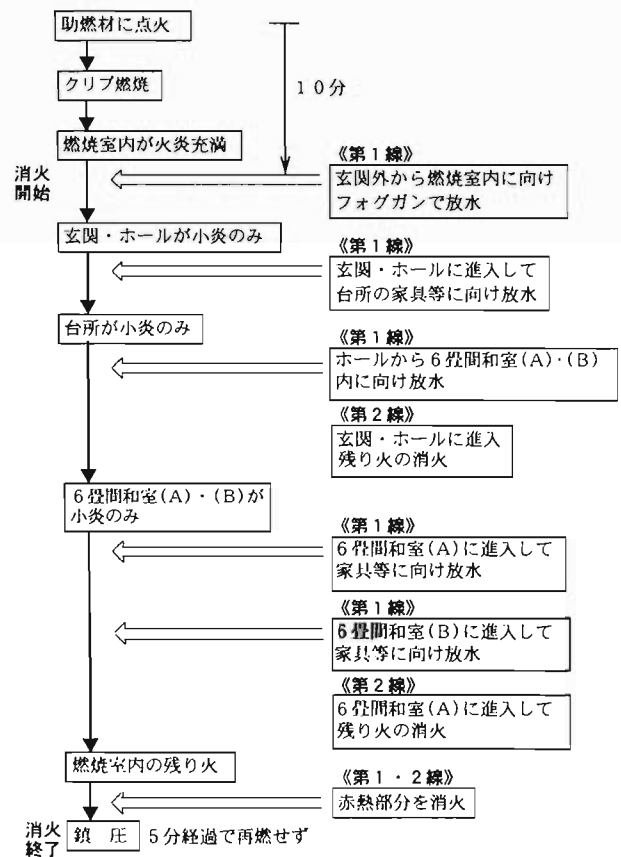 助燃材に点火
１０分
クリブ燃焼
燃焼室内が火炎充満
消火
開始
《第１線》
玄関外から燃焼室内に向け
フォグガンで放水
玄関・ホールが小炎のみ
《第１線》
玄関・ホールに進入して
台所の家具等に向け放水
台所が小炎のみ
《第１線》
ホールから６畳間和室(Ａ)・(Ｂ)
内に向け放水
《第２線》
玄関・ホールに進入
残り火の消火
６畳間和室(Ａ)・(Ｂ)が
小炎のみ
《第１線》
６畳間和室(Ａ)に進入して
家具等に向け放水
《第１線》
６畳間和室(Ｂ)に進入して
家具等に向け放水
《第２線》
６畳間和室(Ａ)に進入して
残り火の消火
燃焼室内の残り火
《第１・２線》
赤熱部分を消火
消火
終了
鎮　圧　５分経過で再燃せず